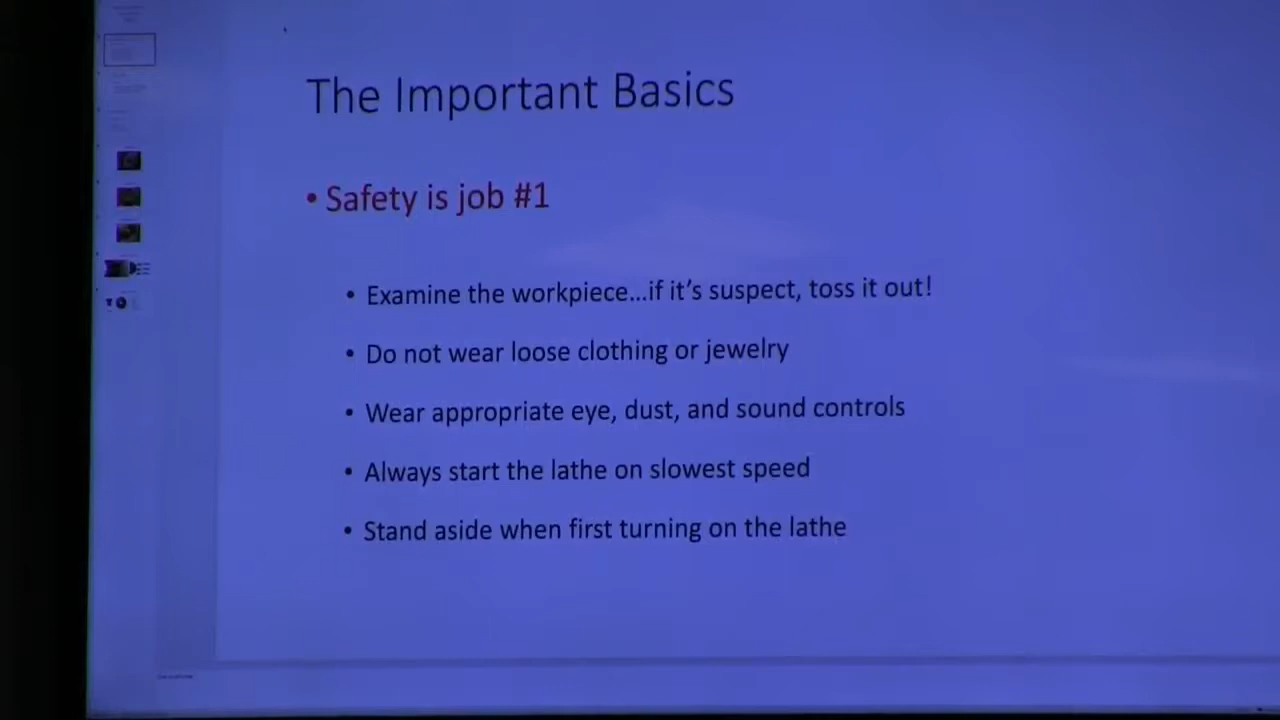 The Important Basics
• Safety is job #1
• Examine the workpiece...if it's suspect, toss it out!
• Do not wear loose clothing or jewelry
• Wear appropriate eye, dust, and sound controls
• Always start the lathe on slowest speed
• Stand aside when first turning on the lathe